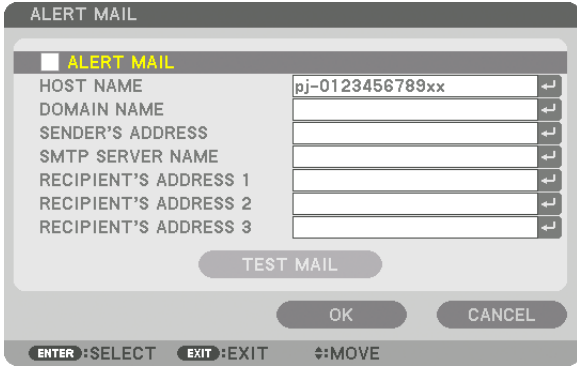 ALERT MAIL
ALERT MAIL
HOST NAME pj-0123456789xx
DOMAIN NAME
SENDER'S ADDRESS
SMTP SERVER NAME
RECIPIENT'S ADDRESS 1
RECIPIENT'S ADDRESS 2
RECIPIENT'S ADDRESS 3
TEST MAIL
OK CANCEL
ENTER :SELECT EXIT :EXIT :MOVE